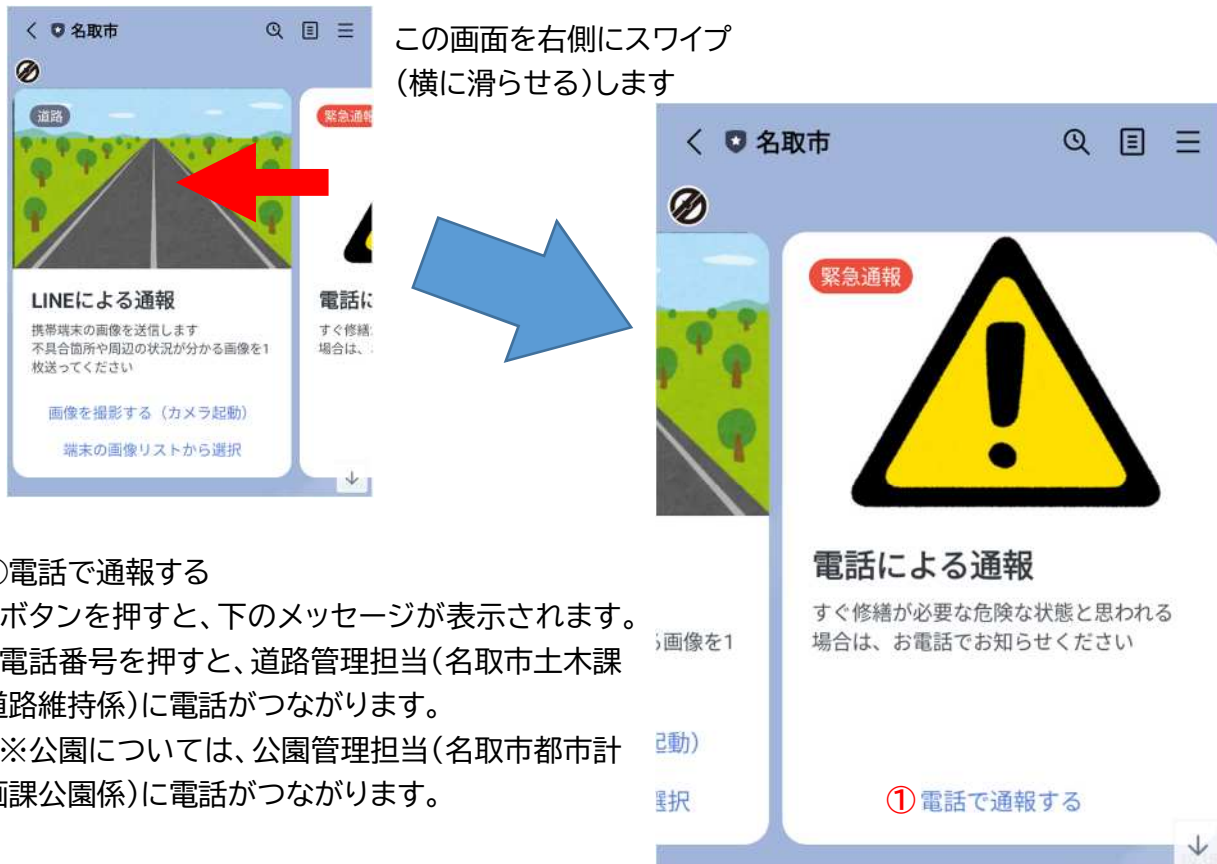 名取市
この画面を右側にスワイプ
(横に滑らせる)します
道路
緊急通報
LINEによる通報
携帯端末の画像を送信します
不具合箇所や周辺の状況が分かる画像を1
枚送ってください
画像を撮影する（カメラ起動）
端末の画像リストから選択
電話に
すぐ修繕
場合は、
名取市
緊急通報
電話による通報
すぐ修繕が必要な危険な状態と思われる
場合は、お電話でお知らせください
①電話で通報する
画像を1
起動）
選択
電話で通報する
ボタンを押すと、下のメッセージが表示されます。
電話番号を押すと、道路管理担当(名取市土木課
道路維持係)に電話がつながります。
※公園については、公園管理担当(名取市都市計
画課公園係)に電話がつながります。